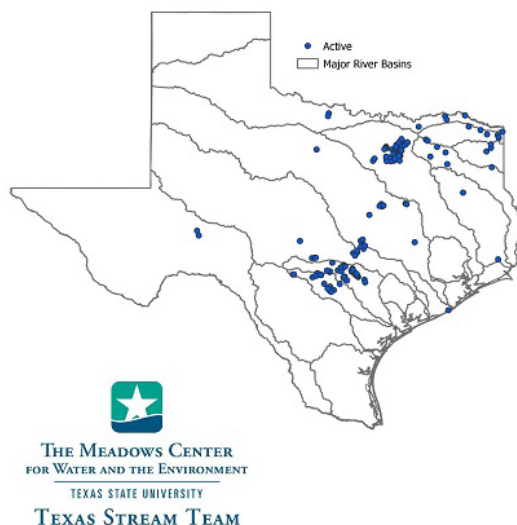 Active
Major River Basins
THE MEADOWS CENTER
FOR WATER AND THE ENVIRONMENT
TEXAS STATE UNIVERSITY
TEXAS STREAM TEAM